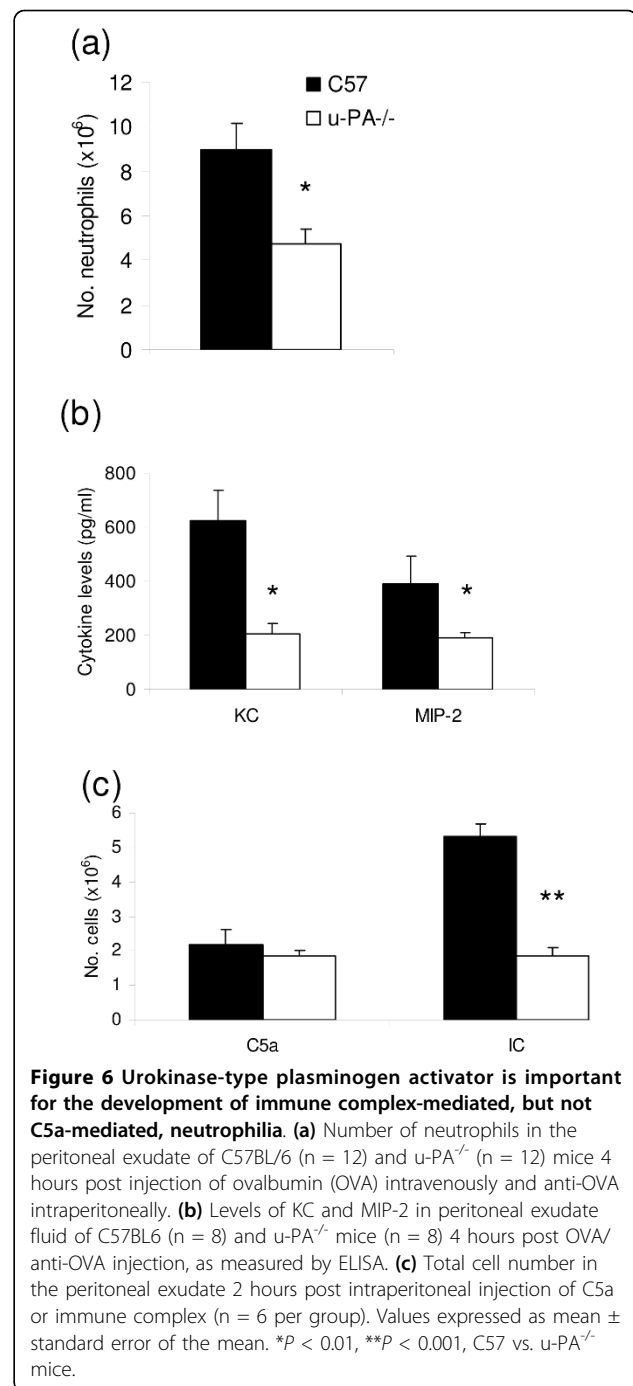 (a)
12
10
8
6
4
2
0
No. neutrophils (x10⁶)
C57
u-PA-/-
*
(b)
800
600
400
200
0
Cytokine levels (pg/ml)
*
*
KC
MIP-2
(c)
6
5
4
3
2
1
0
No. cells (x10⁶)
**
C5a
IC
Figure 6 Urokinase-type plasminogen activator is important
for the development of immune complex-mediated, but not
C5a-mediated, neutrophilia. (a) Number of neutrophils in the
peritoneal exudate of C57BL/6 (n = 12) and u-PA⁻/⁻ (n = 12) mice 4
hours post injection of ovalbumin (OVA) intravenously and anti-OVA
intraperitoneally. (b) Levels of KC and MIP-2 in peritoneal exudate
fluid of C57BL6 (n = 8) and u-PA⁻/⁻ mice (n = 8) 4 hours post OVA/
anti-OVA injection, as measured by ELISA. (c) Total cell number in
the peritoneal exudate 2 hours post intraperitoneal injection of C5a
or immune complex (n = 6 per group). Values expressed as mean ±
standard error of the mean. *P < 0.01, **P < 0.001, C57 vs. u-PA⁻/⁻
mice.